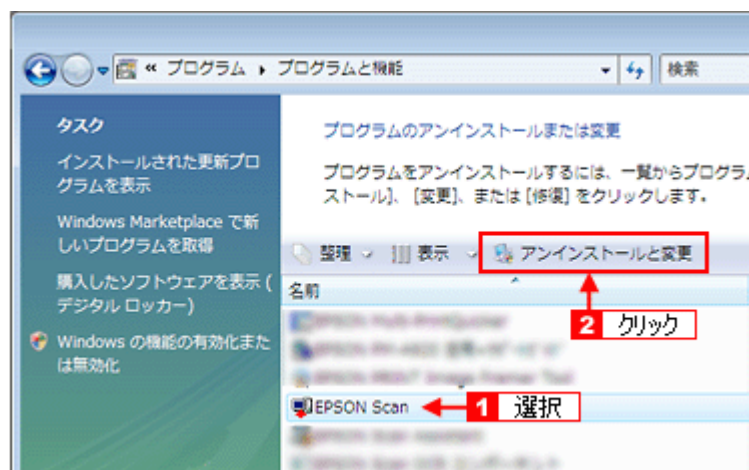 « プログラム ▸ プログラムと機能
検索
タスク
インストールされた更新プロ
グラムを表示
Windows Marketplace で新
しいプログラムを取得
購入したソフトウェアを表示 (
デジタル ロッカー)
Windows の機能の有効化また
は無効化
プログラムのアンインストールまたは変更
プログラムをアンインストールするには、一覧からプログラム
ストール]、[変更]、または [修復] をクリックします。
整理 表示 アンインストールと変更
名前
2 クリック
EPSON Scan
1 選択